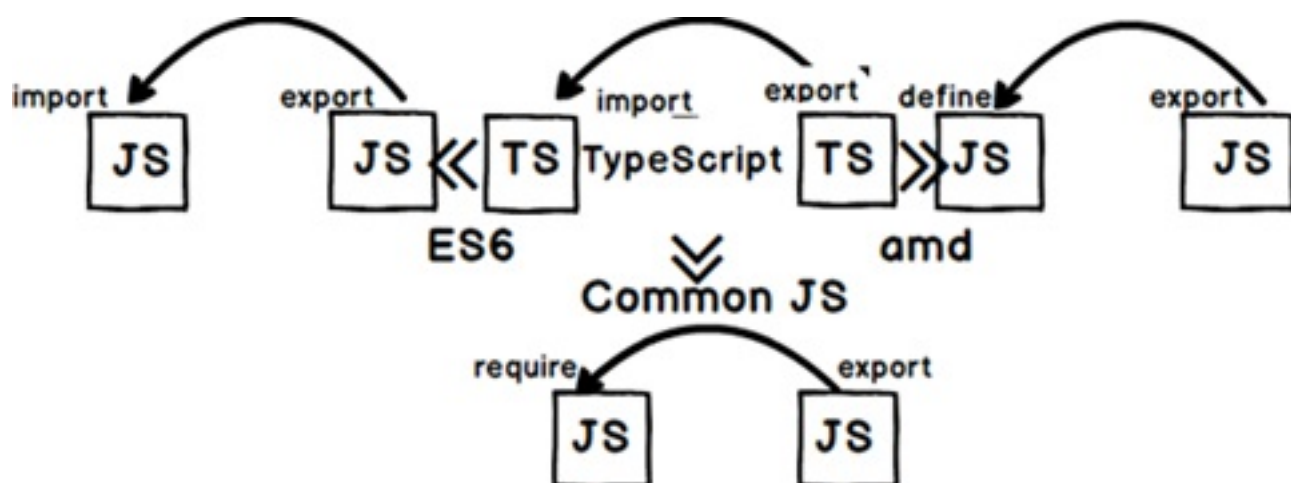 import export import export define export
JS JS TS TypeScript TS JS JS
ES6 amd
Common JS
require export
JS JS